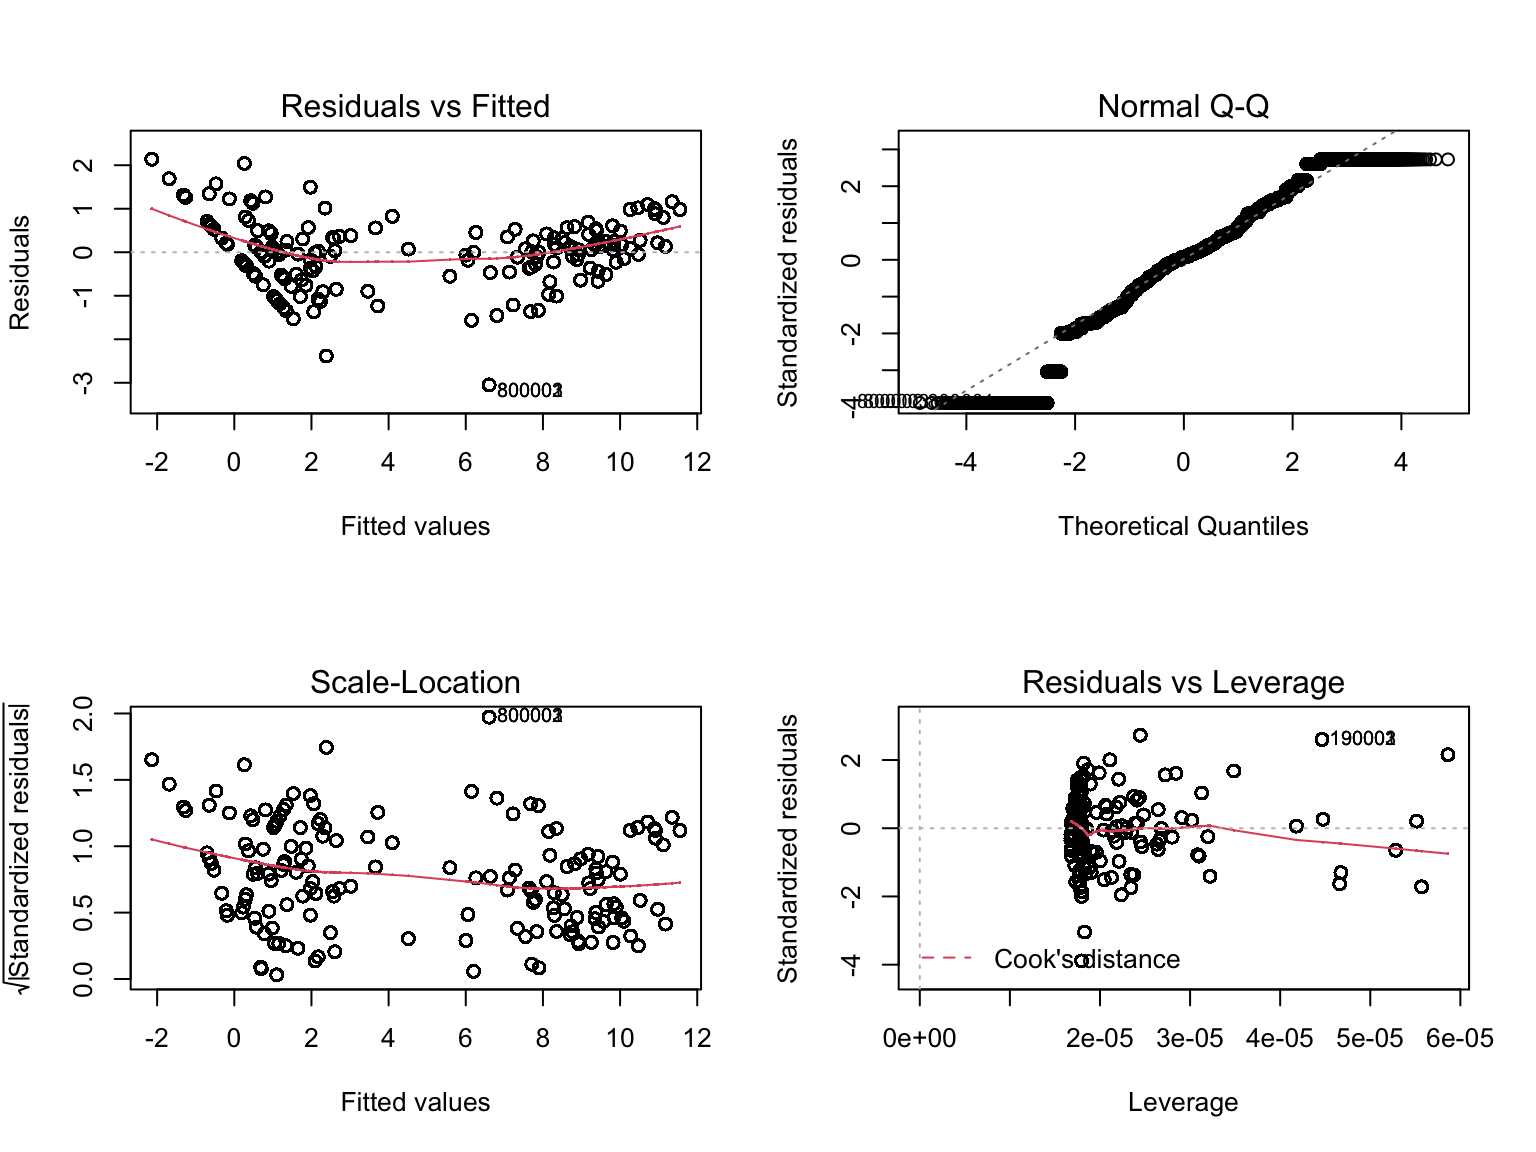 Residuals vs Fitted
Residuals
2
1
0
-1
-3
-2
0
2
4
6
8
10
12
Fitted values
Normal Q-Q
Standardized residuals
2
0
-2
-4
-4
-2
0
2
4
Theoretical Quantiles
Scale-Location
√|Standardized residuals|
2.0
1.5
1.0
0.5
0.0
-2
0
2
4
6
8
10
12
Fitted values
Residuals vs Leverage
Standardized residuals
2
0
-2
-4
Cook's distance
0e+00
2e-05
3e-05
4e-05
5e-05
6e-05
Leverage